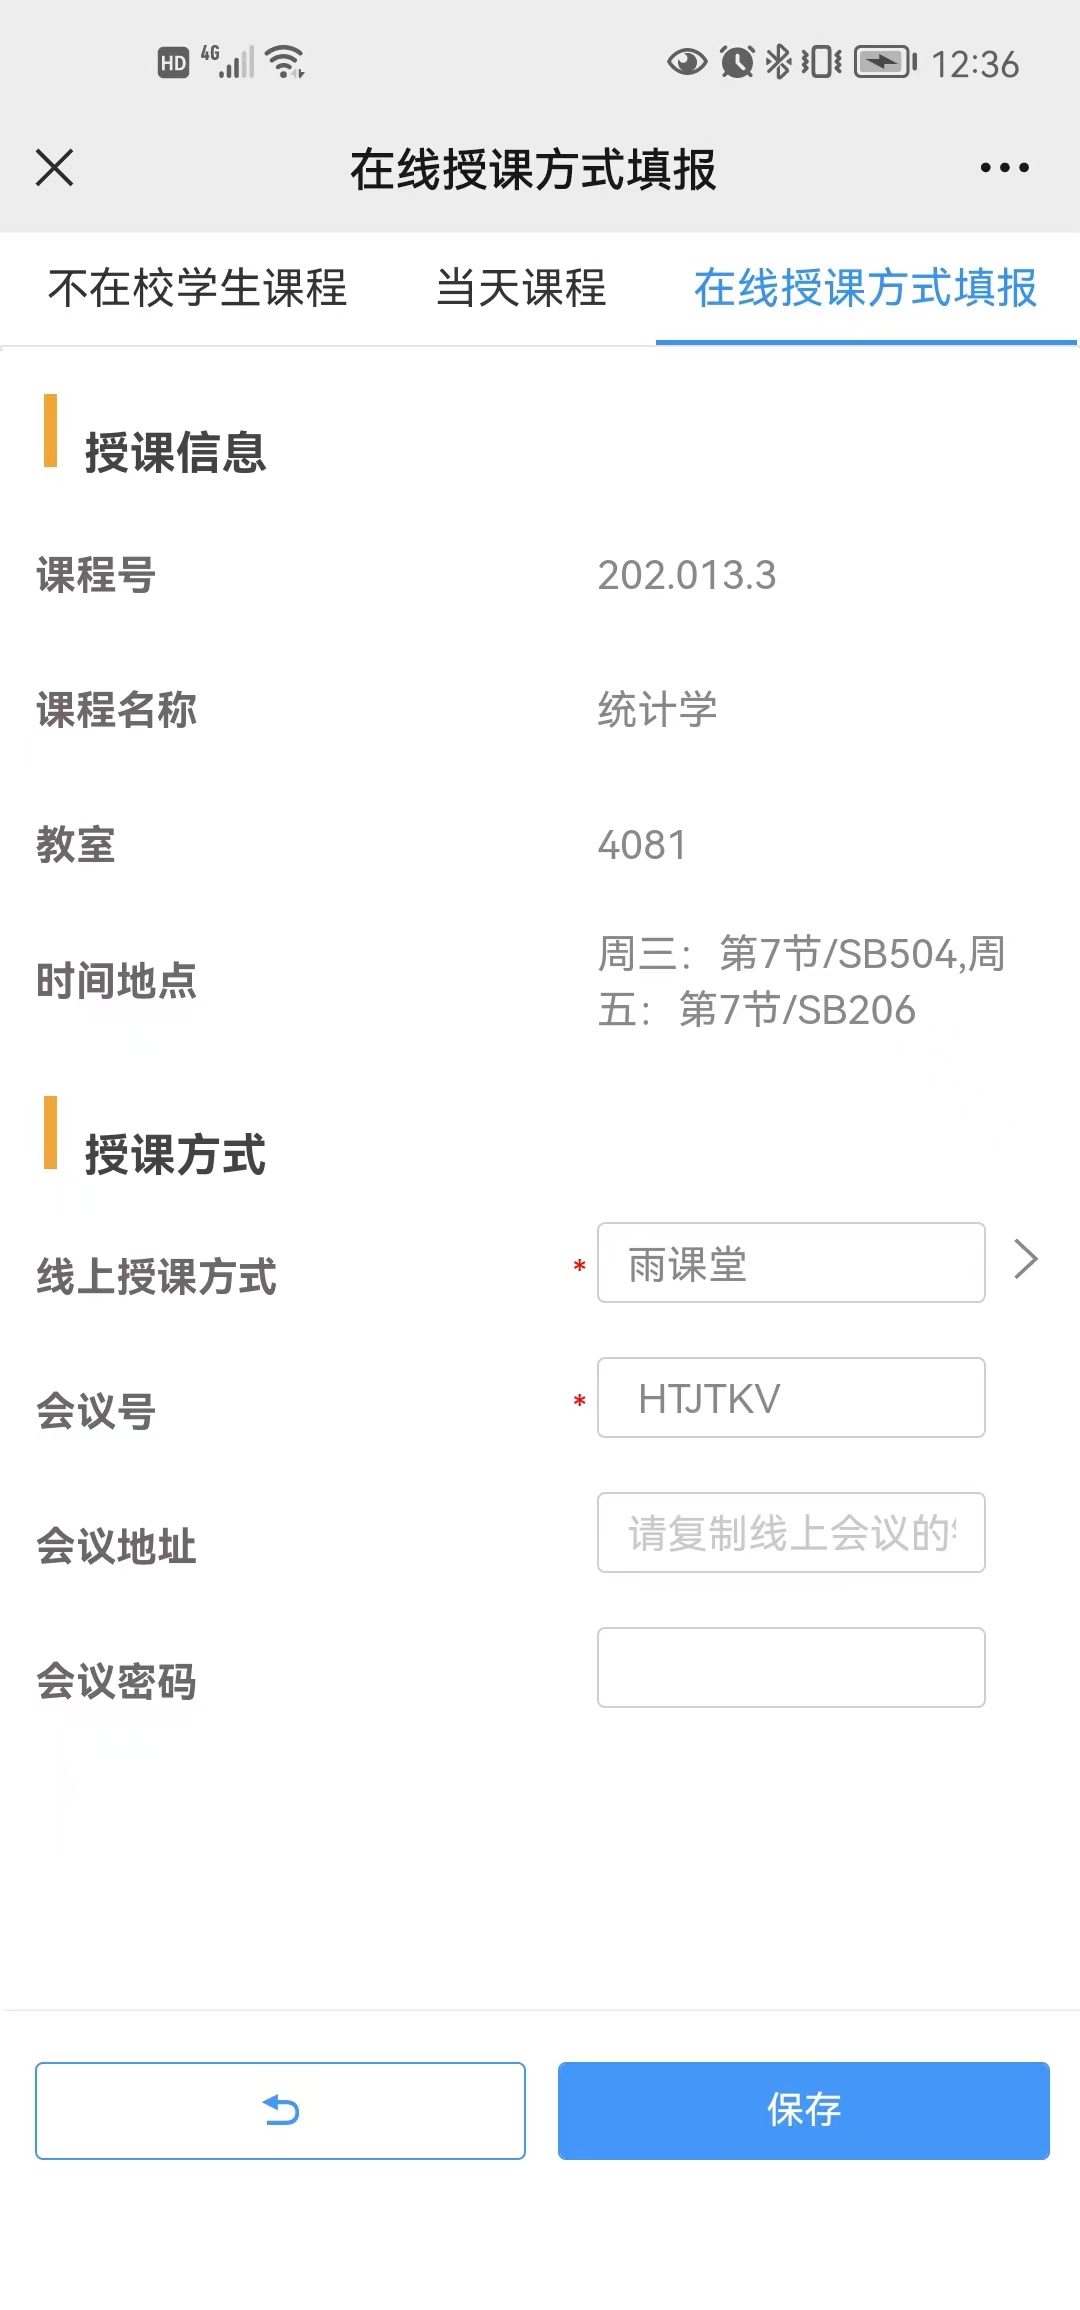 HD 4G 12:36
在线授课方式填报
不在校学生课程 当天课程 在线授课方式填报
授课信息
课程号 202.013.3
课程名称 统计学
教室 4081
时间地点 周三：第7节/SB504,周
五：第7节/SB206
授课方式
线上授课方式 * 雨课堂
会议号 * HTJTKV
会议地址 请复制线上会议的
会议密码
保存